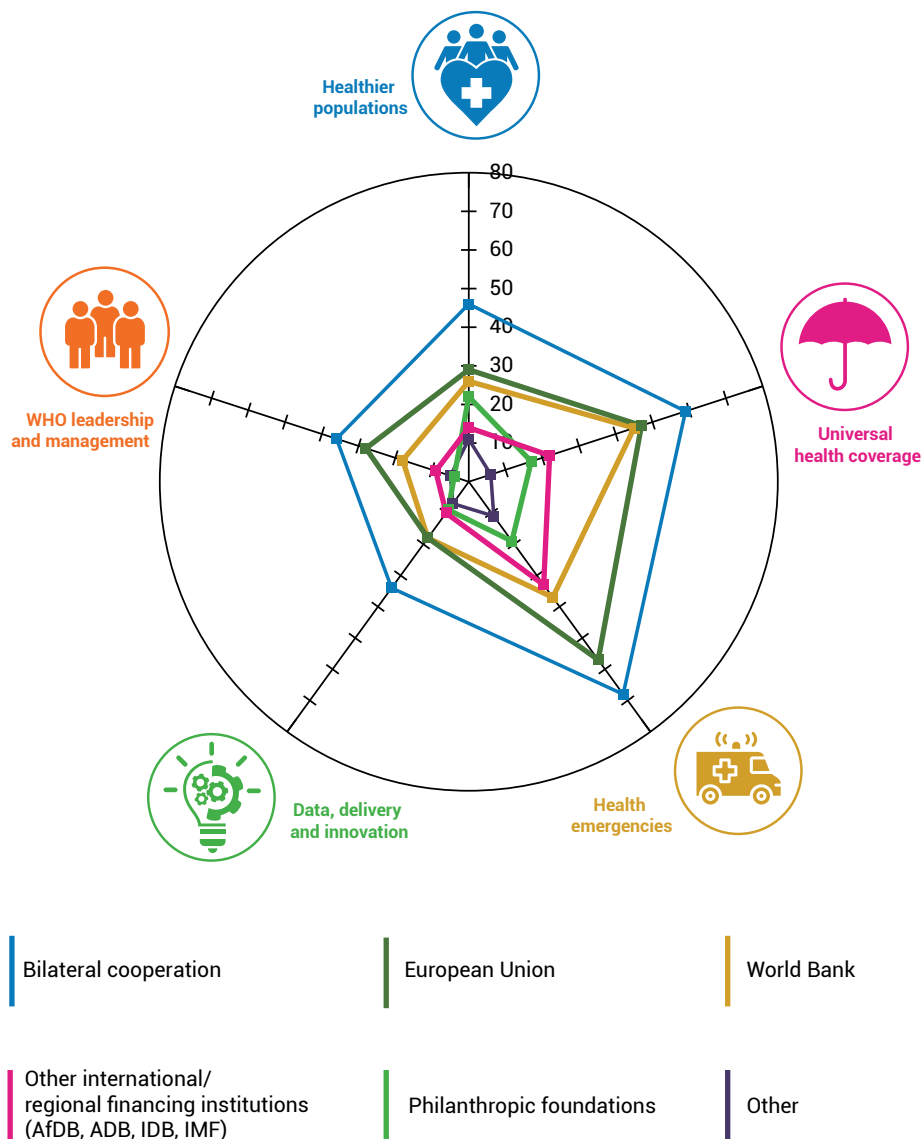 Healthier
populations
80
70
60
50
40
30
20
10
WHO leadership
and management
Universal
health coverage
Data, delivery
and innovation
Health
emergencies
Bilateral cooperation
European Union
World Bank
Other international/
regional financing institutions
(AfDB, ADB, IDB, IMF)
Philanthropic foundations
Other